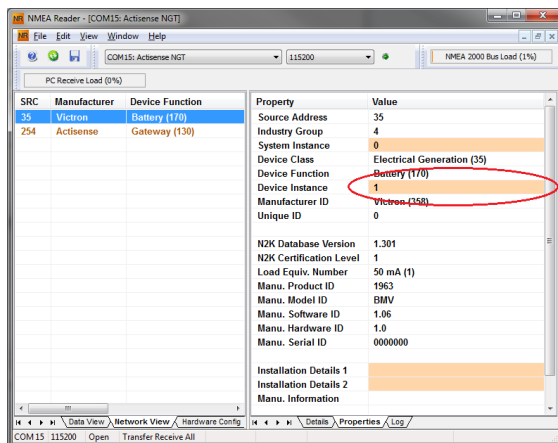 NMEA Reader - [COM15: Actisense NGT]
File Edit View Window Help
COM15: Actisense NGT 115200 NMEA 2000 Bus Load (1%)
PC Receive Load (0%)
SRC Manufacturer Device Function
35 Victron Battery (170)
254 Actisense Gateway (130)
Property Value
Source Address 35
Industry Group 4
System Instance 0
Device Class Electrical Generation (35)
Device Function Battery (170)
Device Instance 1
Manufacturer ID Victron (358)
Unique ID 0
N2K Database Version 1.301
N2K Certification Level 1
Load Equiv. Number 50 mA (1)
Manu. Product ID 1963
Manu. Model ID BMV
Manu. Software ID 1.06
Manu. Hardware ID 1.0
Manu. Serial ID 0000000
Installation Details 1
Installation Details 2
Manu. Information
Data View Network View Hardware Config Details Properties Log
COM 15 115200 Open Transfer Receive All